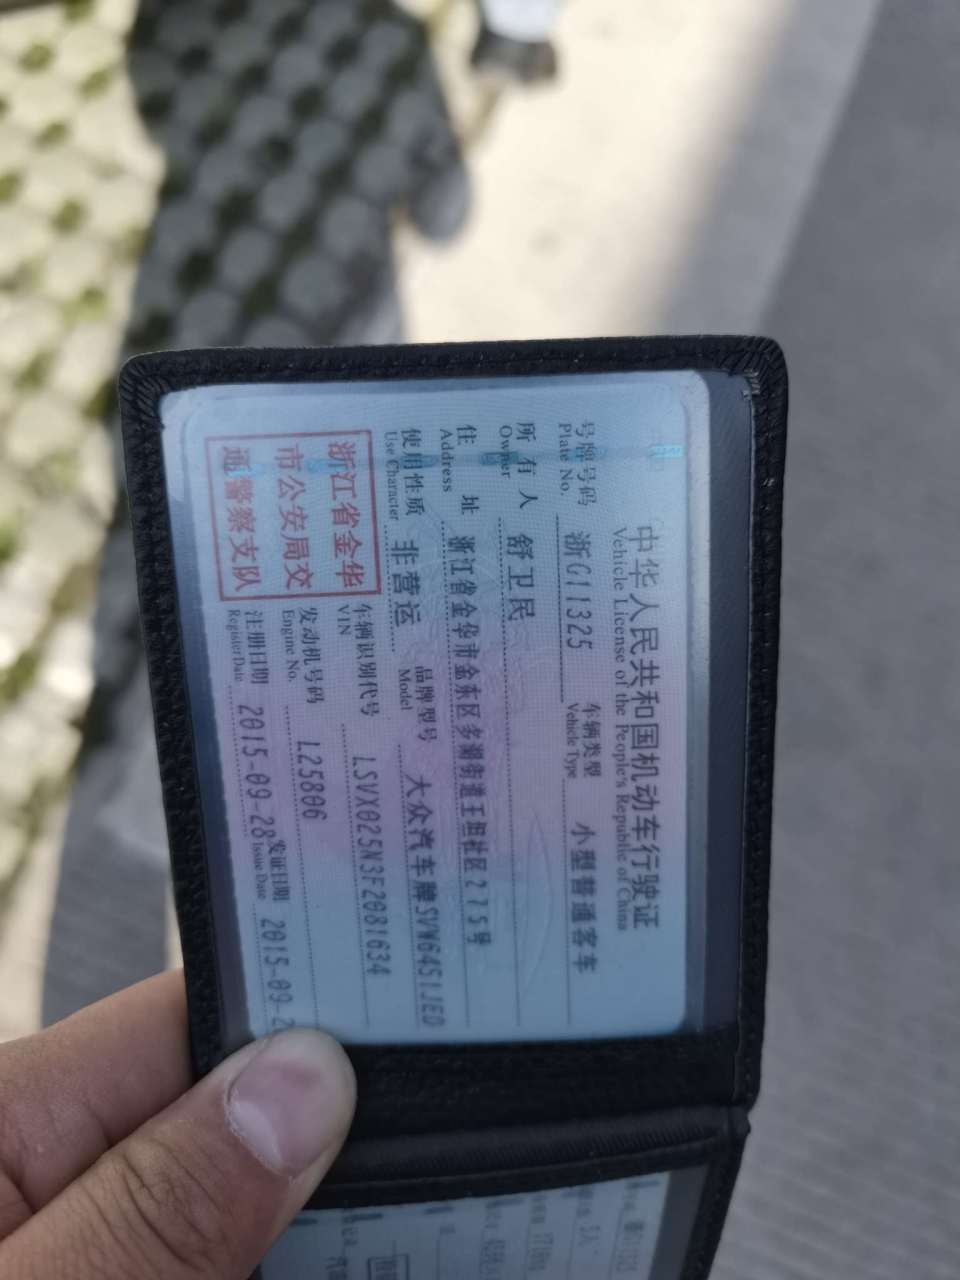 中华人民共和国机动车行驶证
Vehicle License of the People's Republic of China
号牌号码 浙G11325 车辆类型 小型普通客车
Plate No. Vehicle Type
所有人 舒卫民
Owner
住址 浙江省金华市金东区多湖街道王坦社区275号
Address
使用性质 非营运 品牌型号 大众汽车牌SVW6451JED
Use Character Model
浙江省金华
市公安局交
通警察支队
车辆识别代号 LSVX025N3F2081634
VIN
发动机号码 L25806
Engine No.
注册日期 2015-09-28 发证日期 2015-09-2
Register Date Issue Date